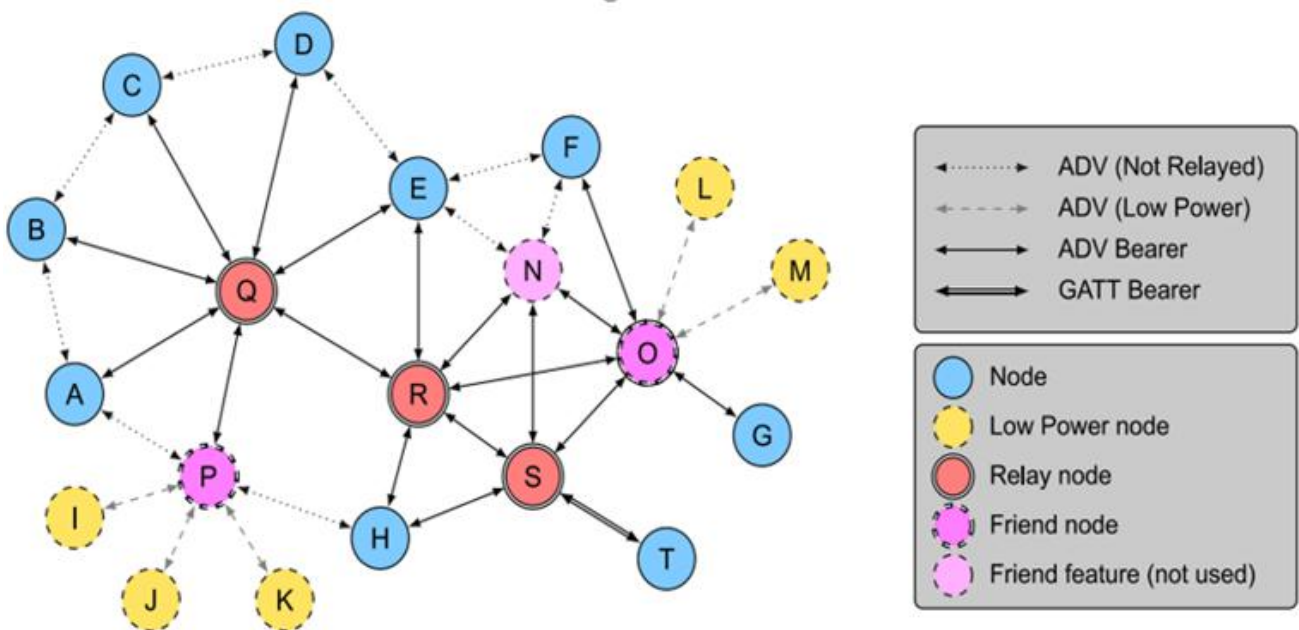 D
C
F
E
L
B
N
M
Q
O
A
R
G
P
S
I
H
T
J
K
ADV (Not Relayed)
ADV (Low Power)
ADV Bearer
GATT Bearer
Node
Low Power node
Relay node
Friend node
Friend feature (not used)